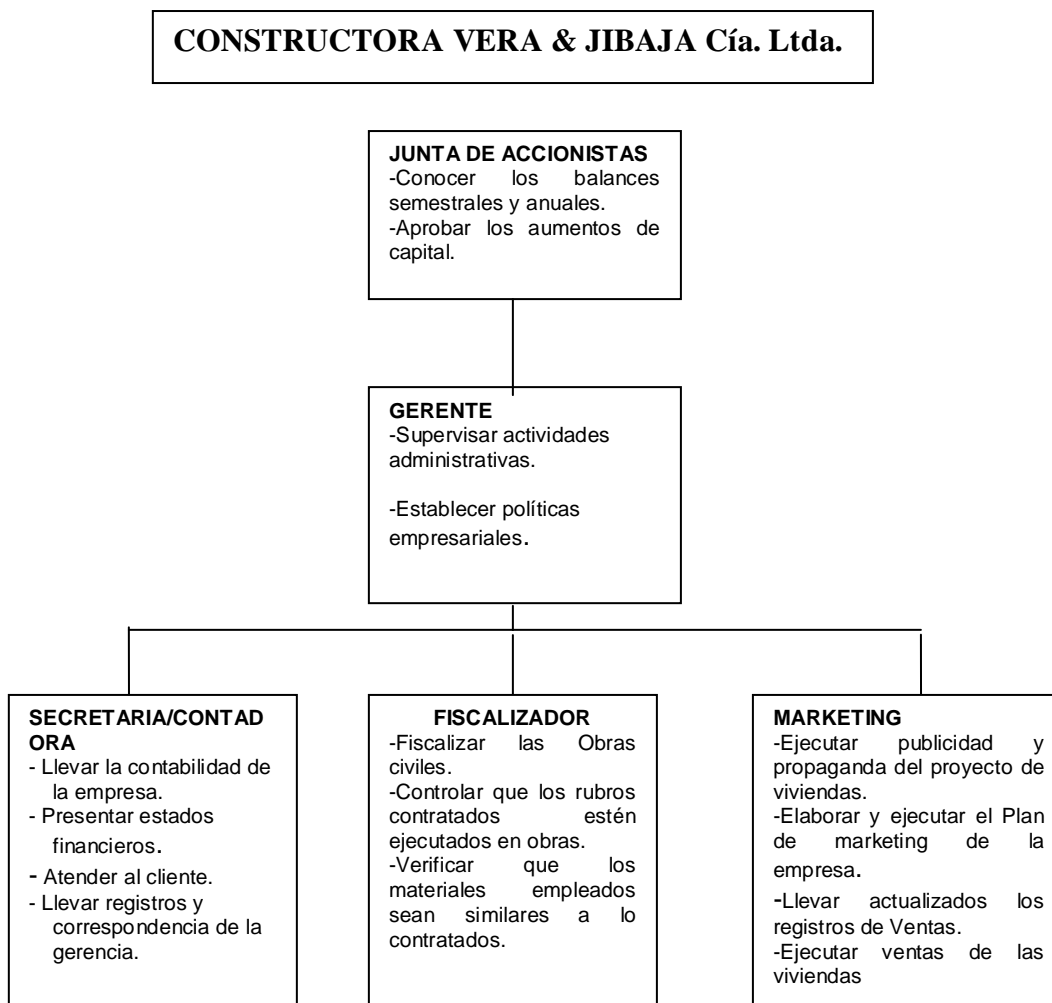 CONSTRUCTORA VERA & JIBAJA Cía. Ltda.
JUNTA DE ACCIONISTAS
-Conocer los balances
semestrales y anuales.
-Aprobar los aumentos de
capital.
GERENTE
-Supervisar actividades
administrativas.
-Establecer políticas
empresariales.
SECRETARIA/CONTAD
ORA
- Llevar la contabilidad de
la empresa.
- Presentar estados
financieros.
- Atender al cliente.
- Llevar registros y
correspondencia de la
gerencia.
FISCALIZADOR
-Fiscalizar las Obras
civiles.
-Controlar que los rubros
contratados estén
ejecutados en obras.
-Verificar que los
materiales empleados
sean similares a lo
contratados.
MARKETING
-Ejecutar publicidad y
propaganda del proyecto de
viviendas.
-Elaborar y ejecutar el Plan
de marketing de la
empresa.
-Llevar actualizados los
registros de Ventas.
-Ejecutar ventas de las
viviendas